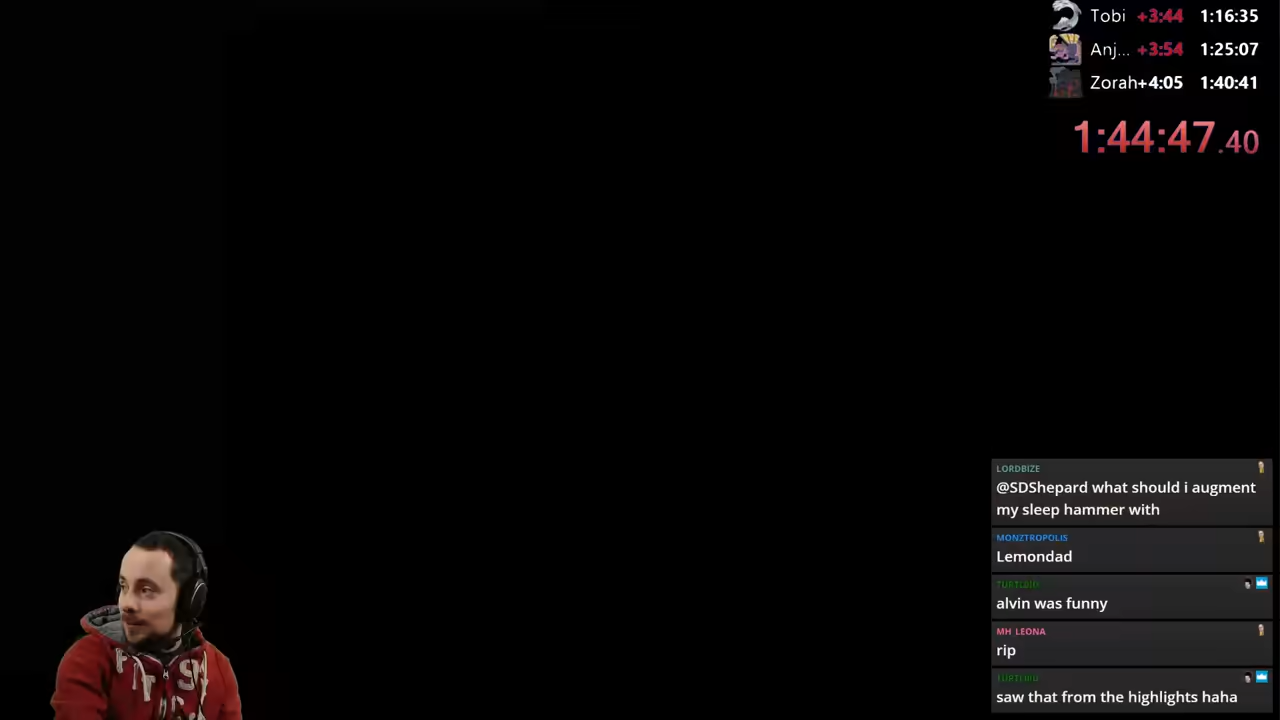 Tobi +3:44 1:16:35
Anj... +3:54 1:25:07
Zorah+4:05 1:40:41
1:44:47.40
LORDBIZE
@SDShepard what should i augment
my sleep hammer with
MONZTROPOLIS
Lemondad
alvin was funny
MH LEONA
rip
saw that from the highlights haha